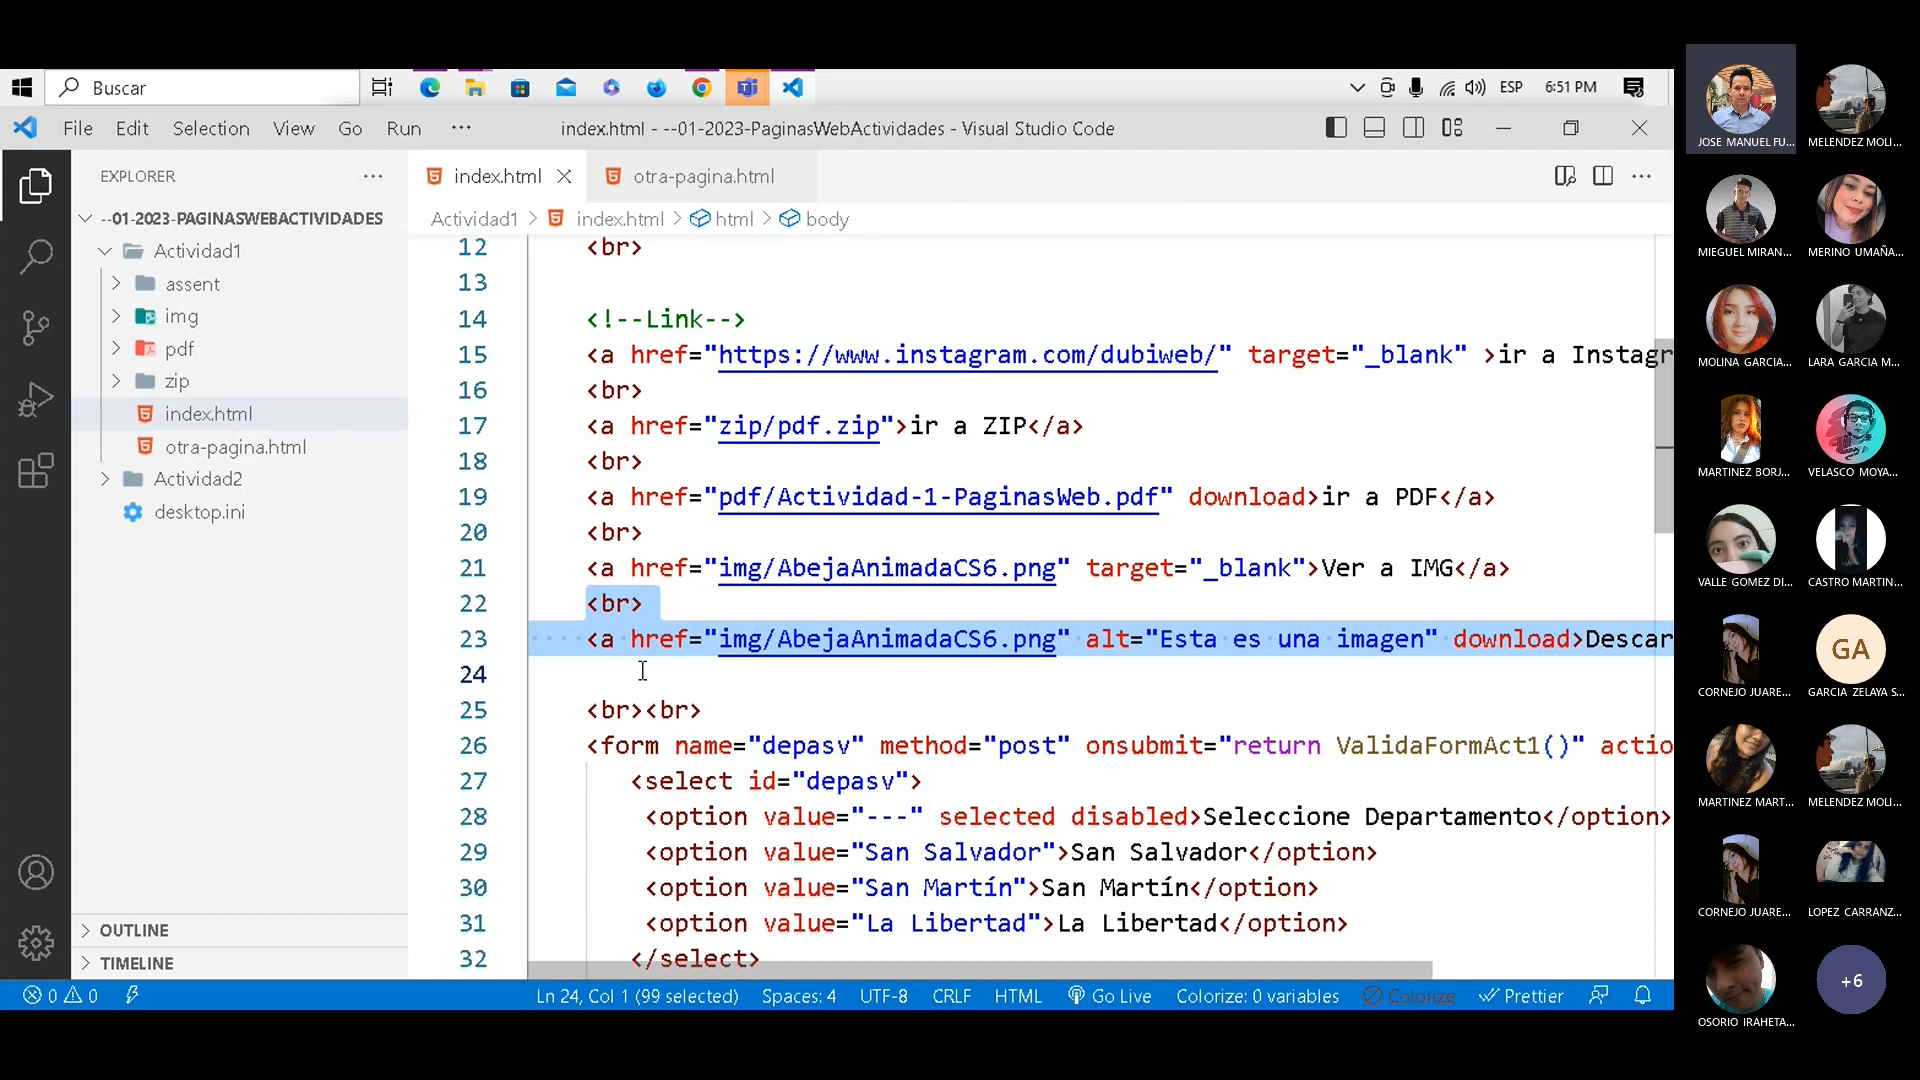 Buscar
ESP
6:51 PM
File Edit Selection View Go Run ···
index.html - --01-2023-PaginasWebActividades - Visual Studio Code
EXPLORER
--01-2023-PAGINASWEBACTIVIDADES
Actividad1
assent
img
pdf
zip
index.html
otra-pagina.html
Actividad2
desktop.ini
OUTLINE
TIMELINE
index.html
otra-pagina.html
Actividad1 > index.html > html > body
12 <br>
13
14 <!--Link-->
15 <a href="https://www.instagram.com/dubiweb/" target="_blank" >ir a Instagr
16 <br>
17 <a href="zip/pdf.zip">ir a ZIP</a>
18 <br>
19 <a href="pdf/Actividad-1-PaginasWeb.pdf" download>ir a PDF</a>
20 <br>
21 <a href="img/AbejaAnimadaCS6.png" target="_blank">Ver a IMG</a>
22 <br>
23 <a href="img/AbejaAnimadaCS6.png" alt="Esta es una imagen" download>Descar
24
25 <br><br>
26 <form name="depasv" method="post" onsubmit="return ValidaFormAct1()" actio
27 <select id="depasv">
28 <option value="---" selected disabled>Seleccione Departamento</option>
29 <option value="San Salvador">San Salvador</option>
30 <option value="San Martín">San Martín</option>
31 <option value="La Libertad">La Libertad</option>
32 </select>
0 0
Ln 24, Col 1 (99 selected)
Spaces: 4
UTF-8
CRLF
HTML
Go Live
Colorize: 0 variables
Colorize
Prettier
JOSE MANUEL FU...
MELENDEZ MOLI...
MIEGUEL MIRAN...
MERINO UMAÑA...
MOLINA GARCIA...
LARA GARCIA M...
MARTINEZ BORJ...
VELASCO MOYA...
VALLE GOMEZ DI...
CASTRO MARTIN...
CORNEJO JUARE...
GA
GARCIA ZELAYA S...
MARTINEZ MART...
MELENDEZ MOLI...
CORNEJO JUARE...
LOPEZ CARRANZ...
OSORIO IRAHETA...
+6